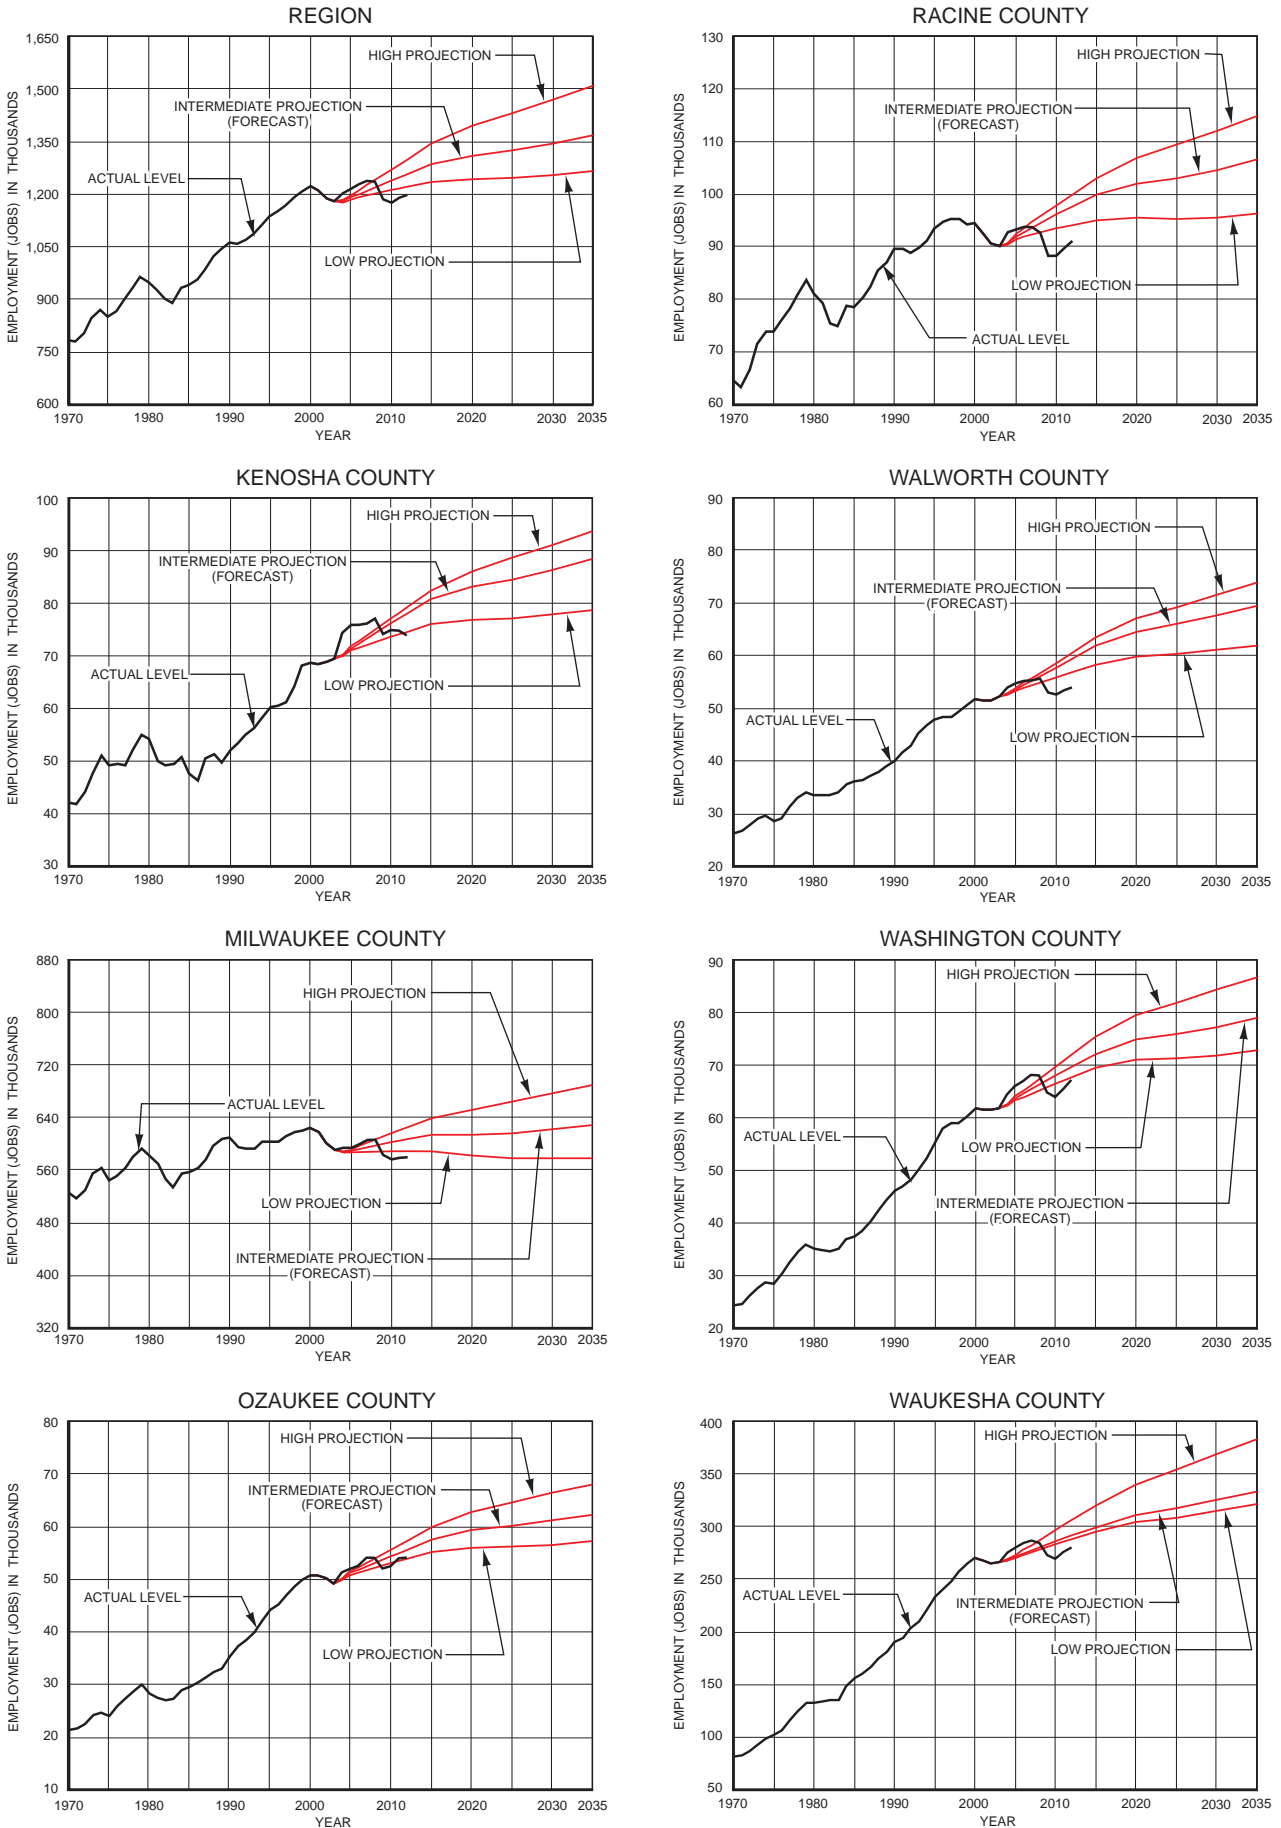 REGION
EMPLOYMENT (JOBS) IN THOUSANDS
1,650
1,500
1,350
1,200
1,050
900
750
600
HIGH PROJECTION
INTERMEDIATE PROJECTION
(FORECAST)
ACTUAL LEVEL
LOW PROJECTION
1970
1980
1990
2000
2010
2020
2030
2035
YEAR
RACINE COUNTY
EMPLOYMENT (JOBS) IN THOUSANDS
130
120
110
100
90
80
70
60
HIGH PROJECTION
INTERMEDIATE PROJECTION
(FORECAST)
LOW PROJECTION
ACTUAL LEVEL
1970
1980
1990
2000
2010
2020
2030
2035
YEAR
KENOSHA COUNTY
EMPLOYMENT (JOBS) IN THOUSANDS
100
90
80
70
60
50
40
30
HIGH PROJECTION
INTERMEDIATE PROJECTION
(FORECAST)
ACTUAL LEVEL
LOW PROJECTION
1970
1980
1990
2000
2010
2020
2030
2035
YEAR
WALWORTH COUNTY
EMPLOYMENT (JOBS) IN THOUSANDS
90
80
70
60
50
40
30
20
HIGH PROJECTION
INTERMEDIATE PROJECTION
(FORECAST)
ACTUAL LEVEL
LOW PROJECTION
1970
1980
1990
2000
2010
2020
2030
2035
YEAR
MILWAUKEE COUNTY
EMPLOYMENT (JOBS) IN THOUSANDS
880
800
720
640
560
480
400
320
HIGH PROJECTION
ACTUAL LEVEL
LOW PROJECTION
INTERMEDIATE PROJECTION
(FORECAST)
1970
1980
1990
2000
2010
2020
2030
2035
YEAR
WASHINGTON COUNTY
EMPLOYMENT (JOBS) IN THOUSANDS
90
80
70
60
50
40
30
20
HIGH PROJECTION
ACTUAL LEVEL
LOW PROJECTION
INTERMEDIATE PROJECTION
(FORECAST)
1970
1980
1990
2000
2010
2020
2030
2035
YEAR
OZAUKEE COUNTY
EMPLOYMENT (JOBS) IN THOUSANDS
80
70
60
50
40
30
20
10
HIGH PROJECTION
INTERMEDIATE PROJECTION
(FORECAST)
ACTUAL LEVEL
LOW PROJECTION
1970
1980
1990
2000
2010
2020
2030
2035
YEAR
WAUKESHA COUNTY
EMPLOYMENT (JOBS) IN THOUSANDS
400
350
300
250
200
150
100
50
HIGH PROJECTION
ACTUAL LEVEL
INTERMEDIATE PROJECTION
(FORECAST)
LOW PROJECTION
1970
1980
1990
2000
2010
2020
2030
2035
YEAR